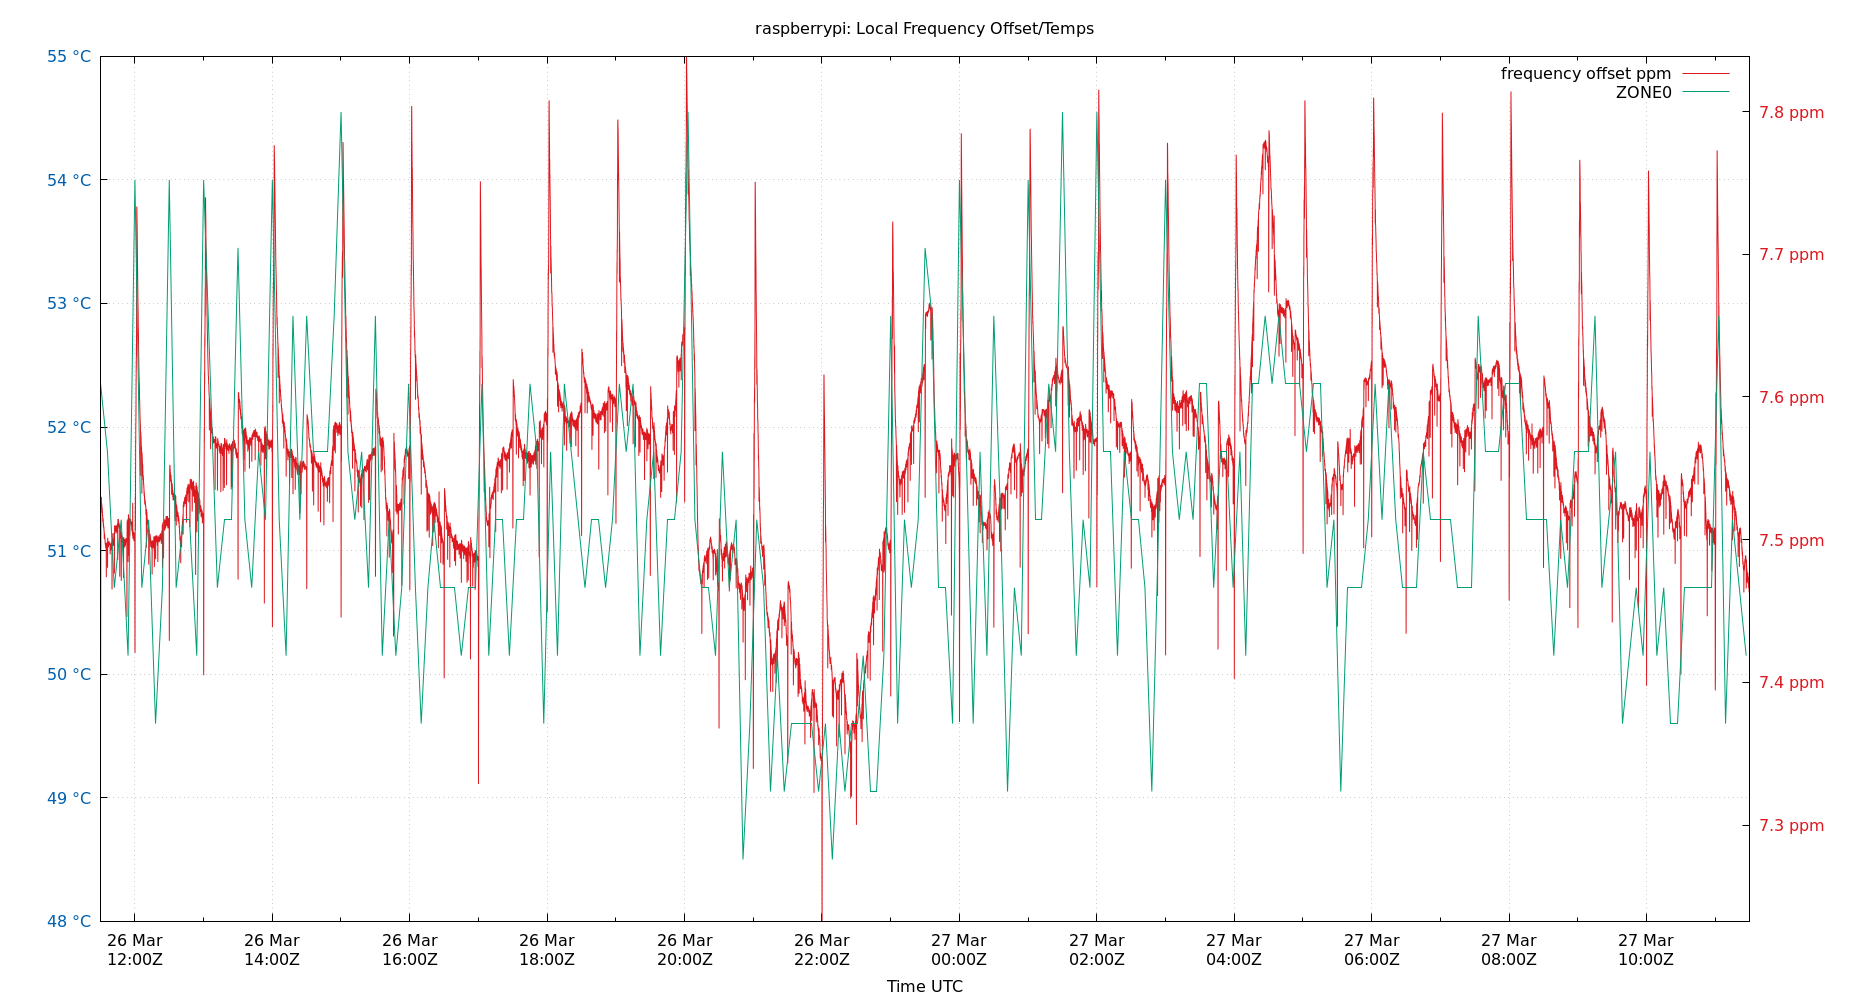 raspberrypi: Local Frequency Offset/Temps
frequency offset ppm
ZONE0
55 °C
54 °C
53 °C
52 °C
51 °C
50 °C
49 °C
48 °C
7.8 ppm
7.7 ppm
7.6 ppm
7.5 ppm
7.4 ppm
7.3 ppm
26 Mar
12:00Z
26 Mar
14:00Z
26 Mar
16:00Z
26 Mar
18:00Z
26 Mar
20:00Z
26 Mar
22:00Z
27 Mar
00:00Z
27 Mar
02:00Z
27 Mar
04:00Z
27 Mar
06:00Z
27 Mar
08:00Z
27 Mar
10:00Z
Time UTC